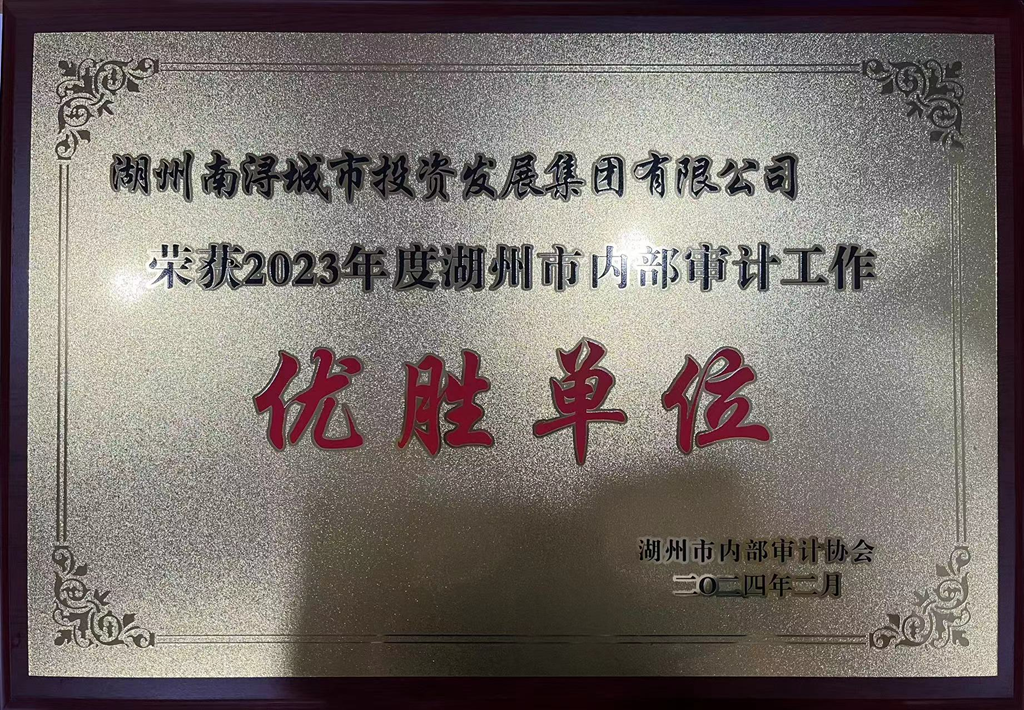 湖州南浔城市投资发展集团有限公司
荣获2023年度湖州市内部审计工作
优胜单位
湖州市内部审计协会
二〇二四年二月